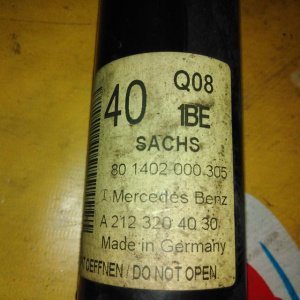 40 Q08
1BE
SACHS
80 1402 000 305
Mercedes Benz
A 212 320 40 30
Made in Germany
OEFFNEN / DO NOT OPEN